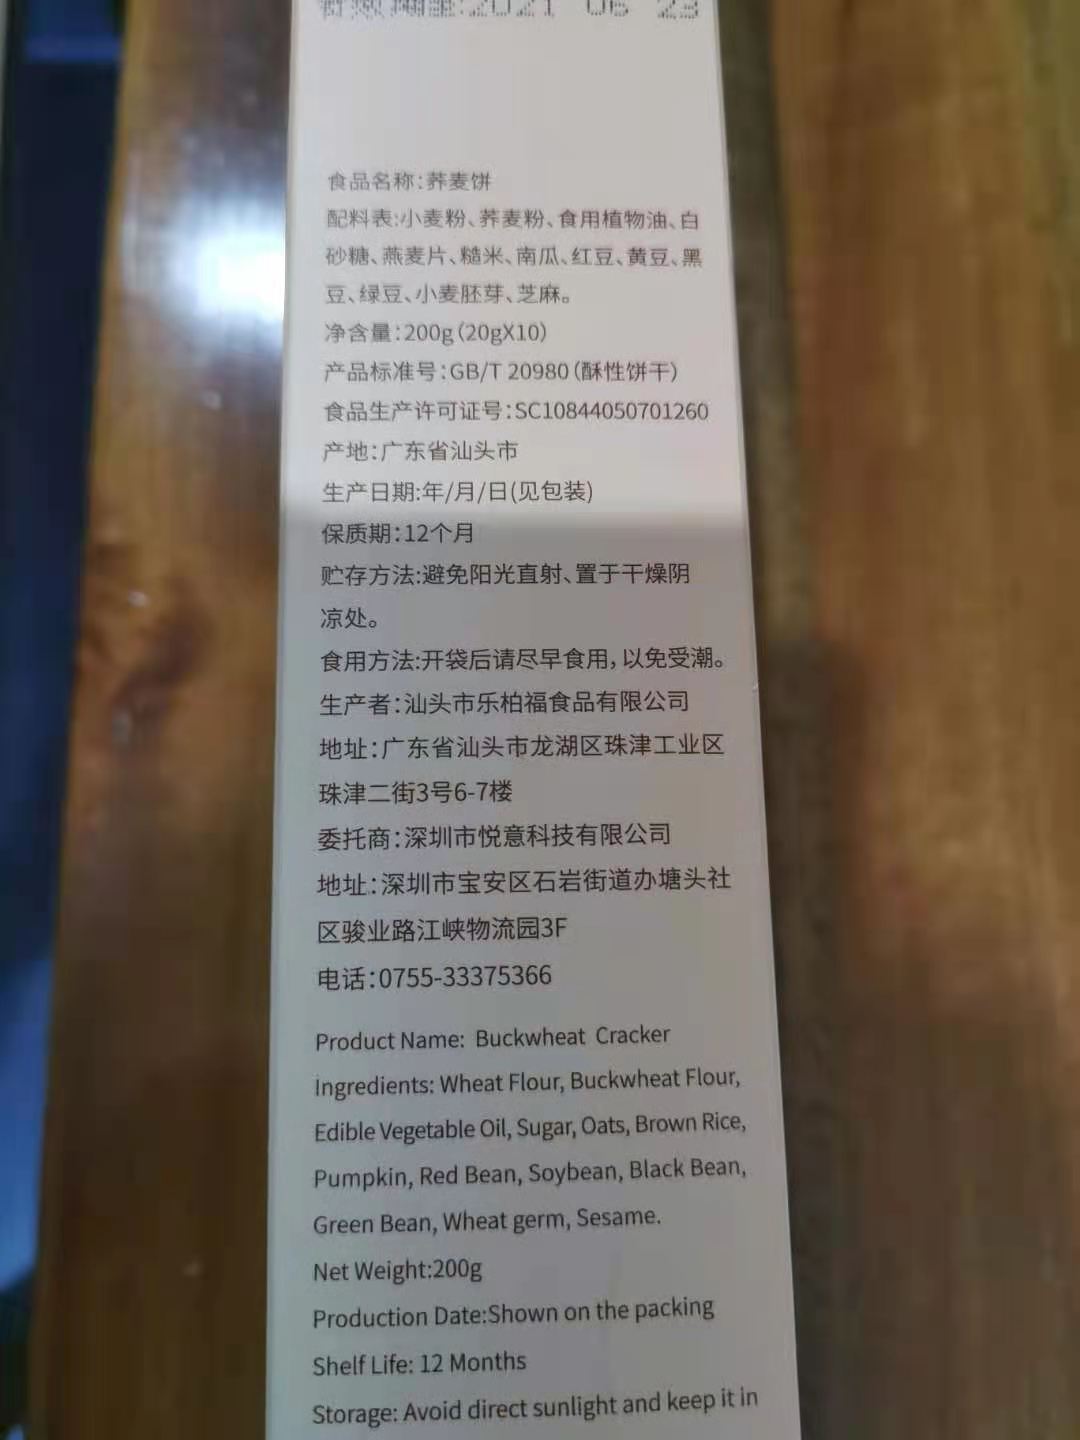 有效期至:2021 06 23
食品名称:荞麦饼
配料表:小麦粉、荞麦粉、食用植物油、白
砂糖、燕麦片、糙米、南瓜、红豆、黄豆、黑
豆、绿豆、小麦胚芽、芝麻。
净含量:200g(20gX10)
产品标准号:GB/T 20980(酥性饼干)
食品生产许可证号:SC10844050701260
产地:广东省汕头市
生产日期:年/月/日(见包装)
保质期:12个月
贮存方法:避免阳光直射、置于干燥阴
凉处。
食用方法:开袋后请尽早食用,以免受潮。
生产者:汕头市乐柏福食品有限公司
地址:广东省汕头市龙湖区珠津工业区
珠津二街3号6-7楼
委托商:深圳市悦意科技有限公司
地址:深圳市宝安区石岩街道办塘头社
区骏业路江峡物流园3F
电话:0755-33375366
Product Name: Buckwheat Cracker
Ingredients: Wheat Flour, Buckwheat Flour,
Edible Vegetable Oil, Sugar, Oats, Brown Rice,
Pumpkin, Red Bean, Soybean, Black Bean,
Green Bean, Wheat germ, Sesame.
Net Weight:200g
Production Date:Shown on the packing
Shelf Life: 12 Months
Storage: Avoid direct sunlight and keep it in